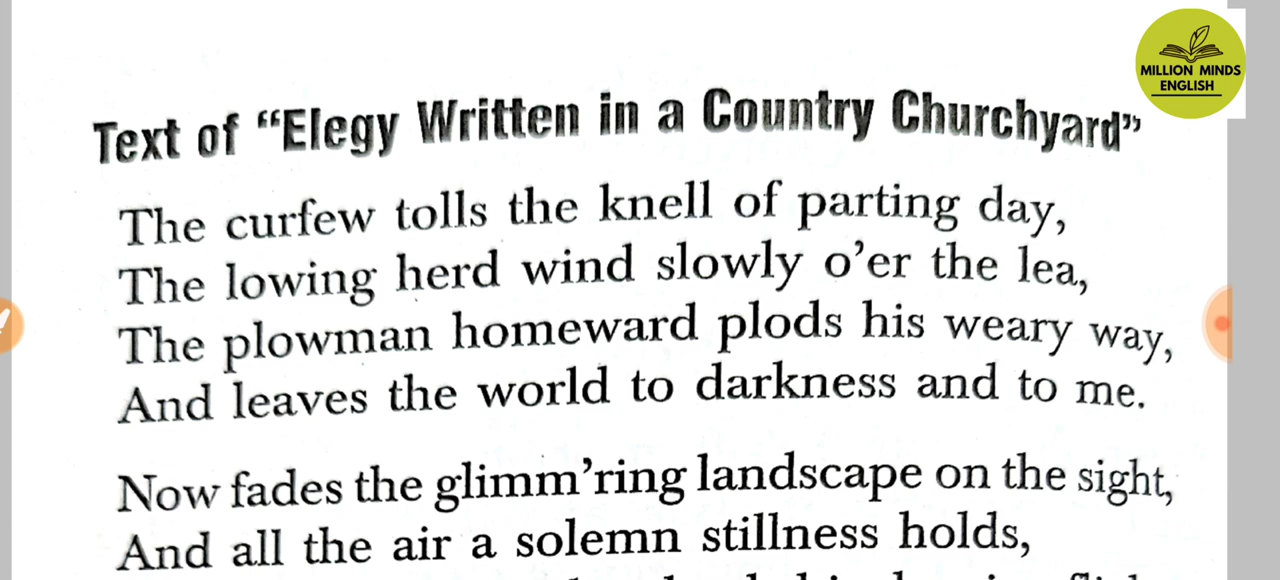 MILLION MINDS
ENGLISH
Text of “Elegy Written in a Country Churchyard”
The curfew tolls the knell of parting day,
The lowing herd wind slowly o’er the lea,
The plowman homeward plods his weary way,
And leaves the world to darkness and to me.
Now fades the glimm’ring landscape on the sight,
And all the air a solemn stillness holds,